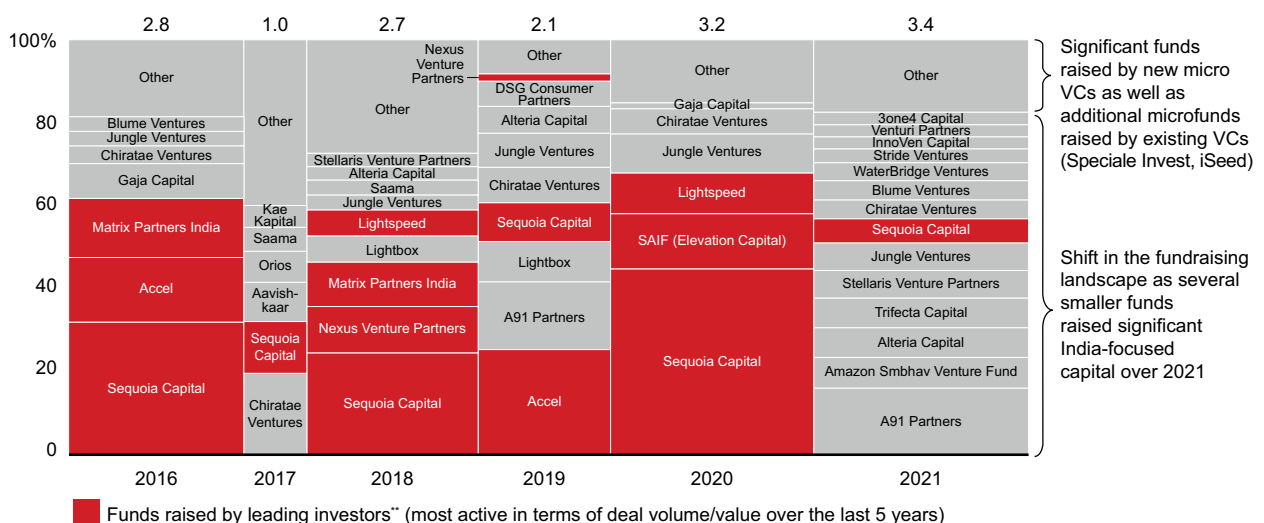 2.8
1.0
2.7
2.1
3.2
3.4
100%
80
60
40
20
0
Other
Blume Ventures
Jungle Ventures
Chiratae Ventures
Gaja Capital
Matrix Partners India
Accel
Sequoia Capital
Other
Kae
Kapital
Saama
Orios
Aavish-
kaar
Sequoia
Capital
Chiratae
Ventures
Other
Stellaris Venture Partners
Alteria Capital
Saama
Jungle Ventures
Lightspeed
Lightbox
Matrix Partners India
Nexus Venture Partners
Sequoia Capital
Nexus
Venture
Partners
Other
DSG Consumer
Partners
Alteria Capital
Jungle Ventures
Chiratae Ventures
Sequoia Capital
Lightbox
A91 Partners
Accel
Other
Gaja Capital
Chiratae Ventures
Jungle Ventures
Lightspeed
SAIF (Elevation Capital)
Sequoia Capital
Other
3one4 Capital
Venturi Partners
InnoVen Capital
Stride Ventures
WaterBridge Ventures
Blume Ventures
Chiratae Ventures
Sequoia Capital
Jungle Ventures
Stellaris Venture Partners
Trifecta Capital
Alteria Capital
Amazon Smbhav Venture Fund
A91 Partners
Significant funds
raised by new micro
VCs as well as
additional microfunds
raised by existing VCs
(Speciale Invest, iSeed)
Shift in the fundraising
landscape as several
smaller funds
raised significant
India-focused
capital over 2021
2016
2017
2018
2019
2020
2021
Funds raised by leading investors** (most active in terms of deal volume/value over the last 5 years)